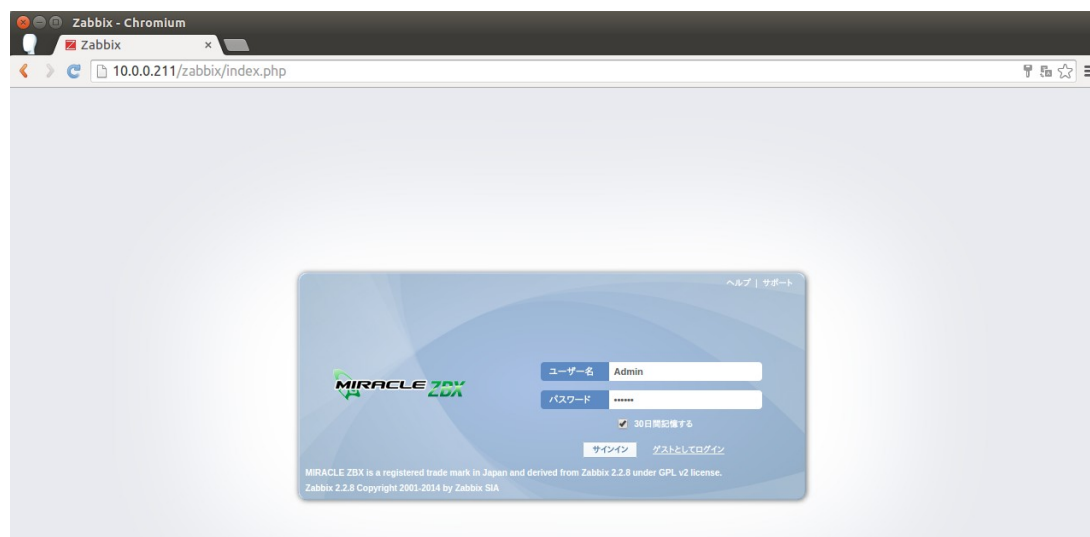 Zabbix - Chromium
Zabbix
10.0.0.211/zabbix/index.php
ヘルプ | サポート
MIRACLE ZBX
ユーザー名 Admin
パスワード ••••••
30日間記憶する
サインイン ゲストとしてログイン
MIRACLE ZBX is a registered trade mark in Japan and derived from Zabbix 2.2.8 under GPL v2 license.
Zabbix 2.2.8 Copyright 2001-2014 by Zabbix SIA